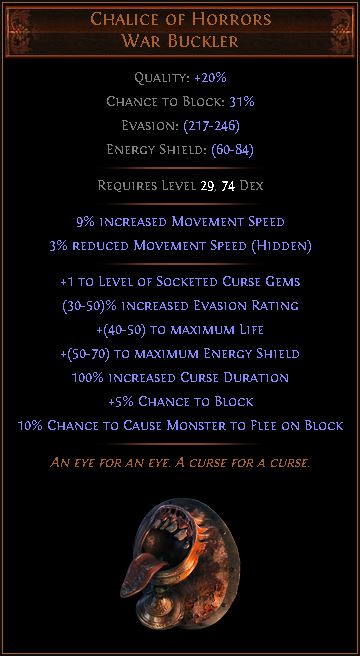 Chalice of Horrors
War Buckler
Quality: +20%
Chance to Block: 31%
Evasion: (217-246)
Energy Shield: (60-84)
Requires Level 29, 74 Dex
9% increased Movement Speed
3% reduced Movement Speed (Hidden)
+1 to Level of Socketed Curse Gems
(30-50)% increased Evasion Rating
+(40-50) to maximum Life
+(50-70) to maximum Energy Shield
100% increased Curse Duration
+5% Chance to Block
10% Chance to Cause Monster to Flee on Block
An eye for an eye. A curse for a curse.